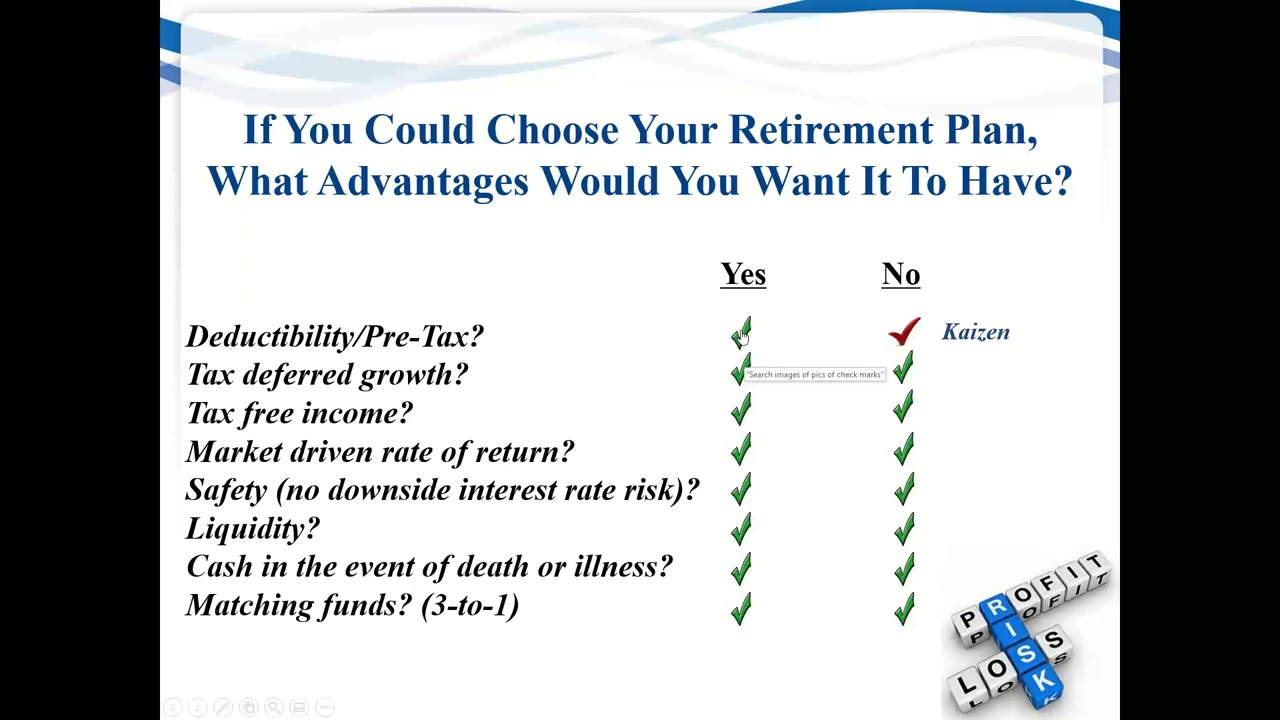 If You Could Choose Your Retirement Plan,
What Advantages Would You Want It To Have?
Yes No
Deductibility/Pre-Tax? Kaizen
Tax deferred growth? "Search images of pics of check marks"
Tax free income?
Market driven rate of return?
Safety (no downside interest rate risk)?
Liquidity?
Cash in the event of death or illness?
Matching funds? (3-to-1)
PROFIT
RISK
LOSS